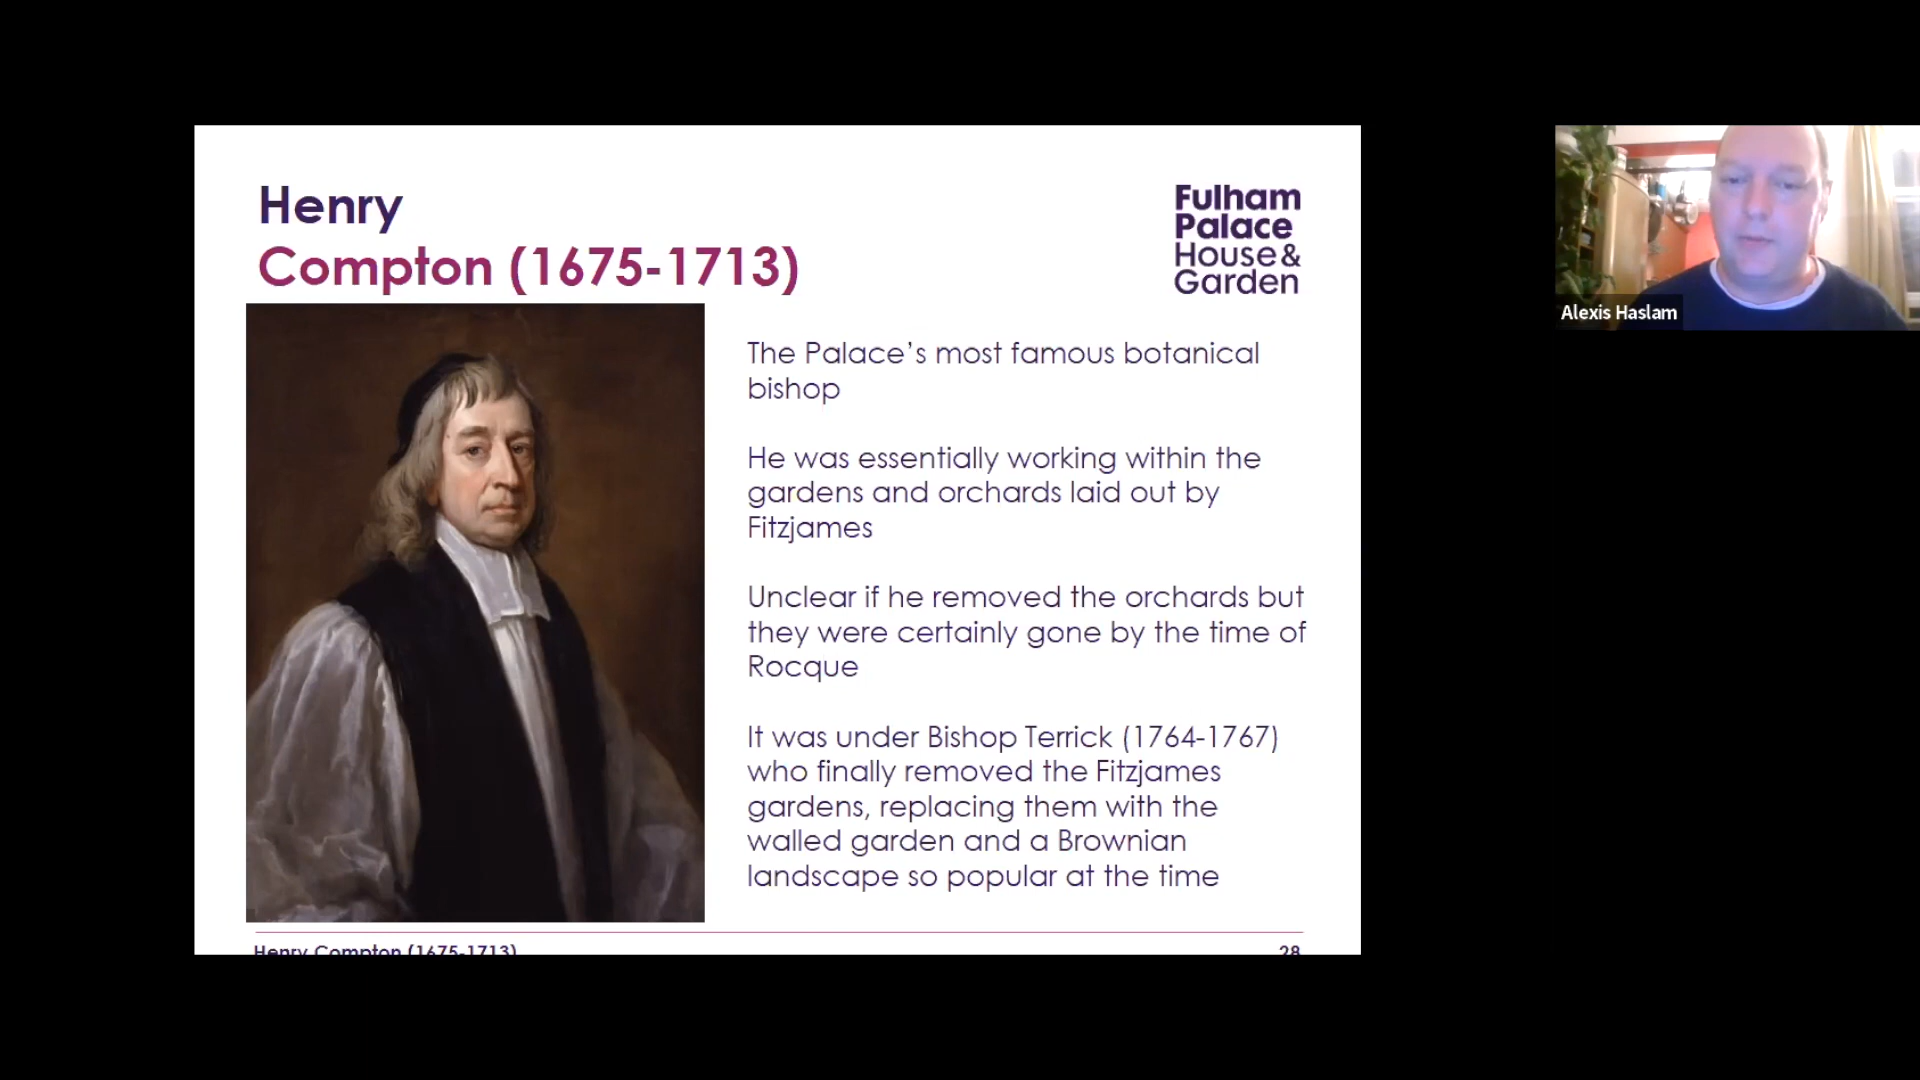 Henry
Compton (1675-1713)
Fulham
Palace
House&
Garden
The Palace’s most famous botanical
bishop
He was essentially working within the
gardens and orchards laid out by
Fitzjames
Unclear if he removed the orchards but
they were certainly gone by the time of
Rocque
It was under Bishop Terrick (1764-1767)
who finally removed the Fitzjames
gardens, replacing them with the
walled garden and a Brownian
landscape so popular at the time
Henry Compton (1675-1713)
28
Alexis Haslam